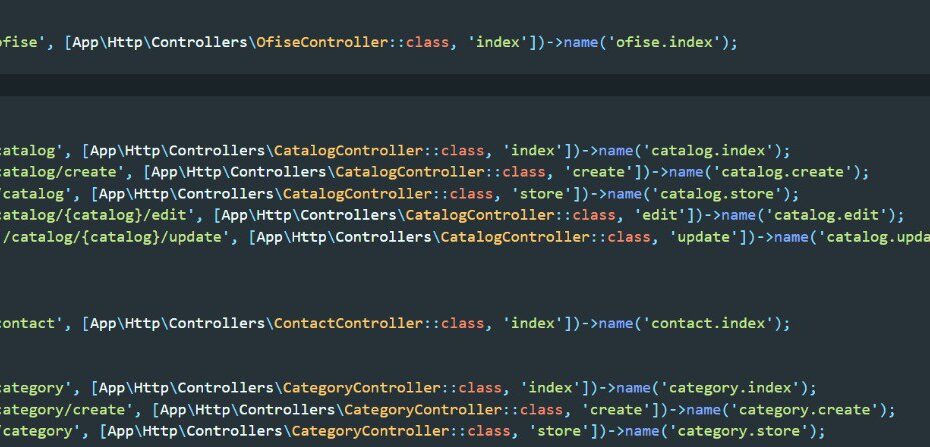 ofise', [App\Http\Controllers\OfiseController::class, 'index'])->name('ofise.index');
catalog', [App\Http\Controllers\CatalogController::class, 'index'])->name('catalog.index');
catalog/create', [App\Http\Controllers\CatalogController::class, 'create'])->name('catalog.create');
/catalog', [App\Http\Controllers\CatalogController::class, 'store'])->name('catalog.store');
catalog/{catalog}/edit', [App\Http\Controllers\CatalogController::class, 'edit'])->name('catalog.edit');
'/catalog/{catalog}/update', [App\Http\Controllers\CatalogController::class, 'update'])->name('catalog.upda
contact', [App\Http\Controllers\ContactController::class, 'index'])->name('contact.index');
category', [App\Http\Controllers\CategoryController::class, 'index'])->name('category.index');
category/create', [App\Http\Controllers\CategoryController::class, 'create'])->name('category.create');
/category', [App\Http\Controllers\CategoryController::class, 'store'])->name('category.store');